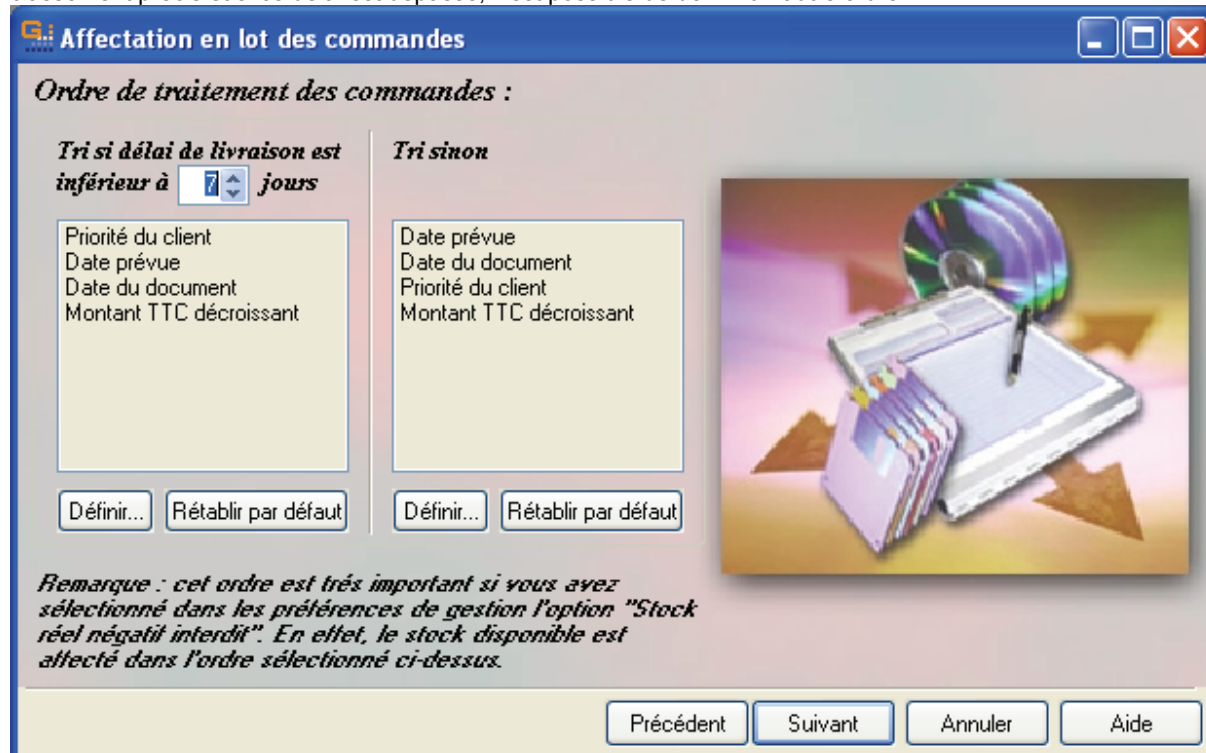 Affectation en lot des commandes
Ordre de traitement des commandes :
Tri si délai de livraison est
inférieur à 7 jours
Priorité du client
Date prévue
Date du document
Montant TTC décroissant
Définir...
Rétablir par défaut
Tri sinon
Date prévue
Date du document
Priorité du client
Montant TTC décroissant
Définir...
Rétablir par défaut
Remarque : cet ordre est trés important si vous avez
sélectionné dans les préférences de gestion l'option "Stock
réel négatif interdit". En effet, le stock disponible est
affecté dans l'ordre sélectionné ci-dessus.
Précédent
Suivant
Annuler
Aide